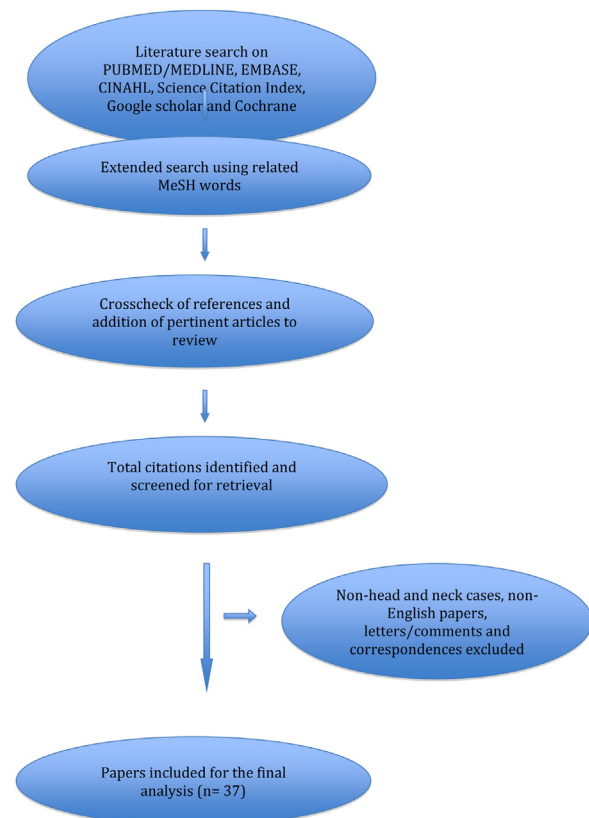 Literature search on
PUBMED/MEDLINE, EMBASE,
CINAHL, Science Citation Index,
Google scholar and Cochrane
Extended search using related
MeSH words
Crosscheck of references and
addition of pertinent articles to
review
Total citations identified and
screened for retrieval
Non-head and neck cases, non-
English papers,
letters/comments and
correspondences excluded
Papers included for the final
analysis (n= 37)